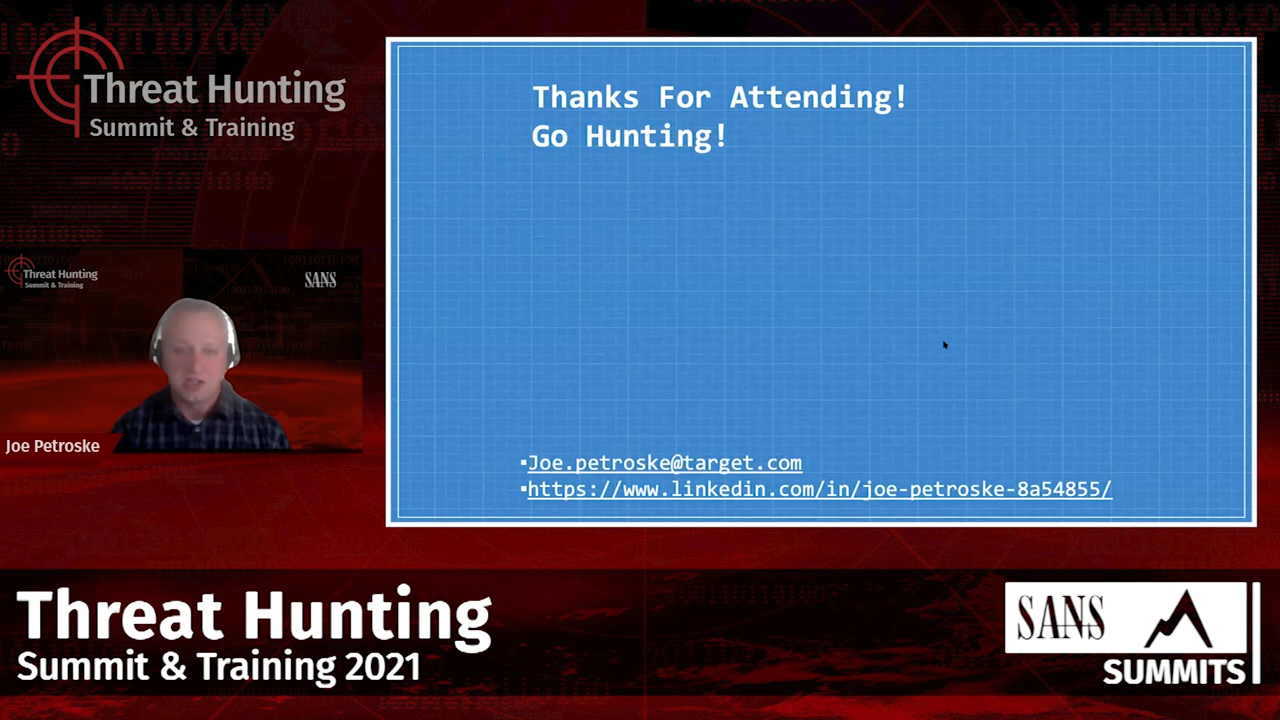 Threat Hunting
Summit & Training
Thanks For Attending!
Go Hunting!
Threat Hunting
Summit & Training
SANS
Joe Petroske
▪Joe.petroske@target.com
▪https://www.linkedin.com/in/joe-petroske-8a54855/
Threat Hunting
Summit & Training 2021
SANS
SUMMITS